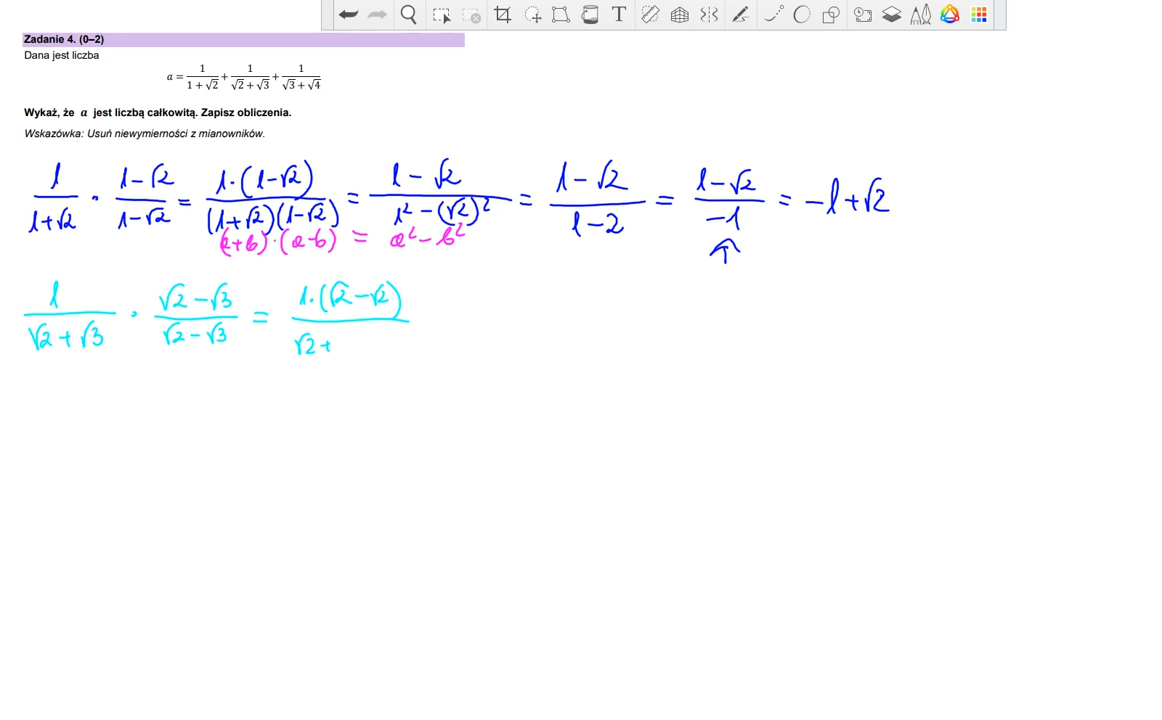 Zadanie 4. (0–2)
Dana jest liczba
a = 1/(1 + √2) + 1/(√2 + √3) + 1/(√3 + √4)
Wykaż, że a jest liczbą całkowitą. Zapisz obliczenia.
Wskazówka: Usuń niewymierności z mianowników.
1/(1+√2) · (1-√2)/(1-√2) = 1·(1-√2)/((1+√2)(1-√2)) = (1-√2)/(1²-(√2)²) = (1-√2)/(1-2) = (1-√2)/(-1) = -1+√2
(a+b)·(a-b) = a²-b²
1/(√2+√3) · (√2-√3)/(√2-√3) = 1·(√2-√2)/(√2+